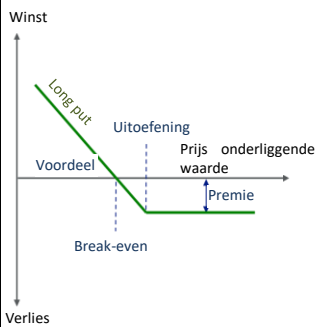 Winst
Long put
Uitoefening
Prijs onderliggende
waarde
Voordeel
Premie
Break-even
Verlies